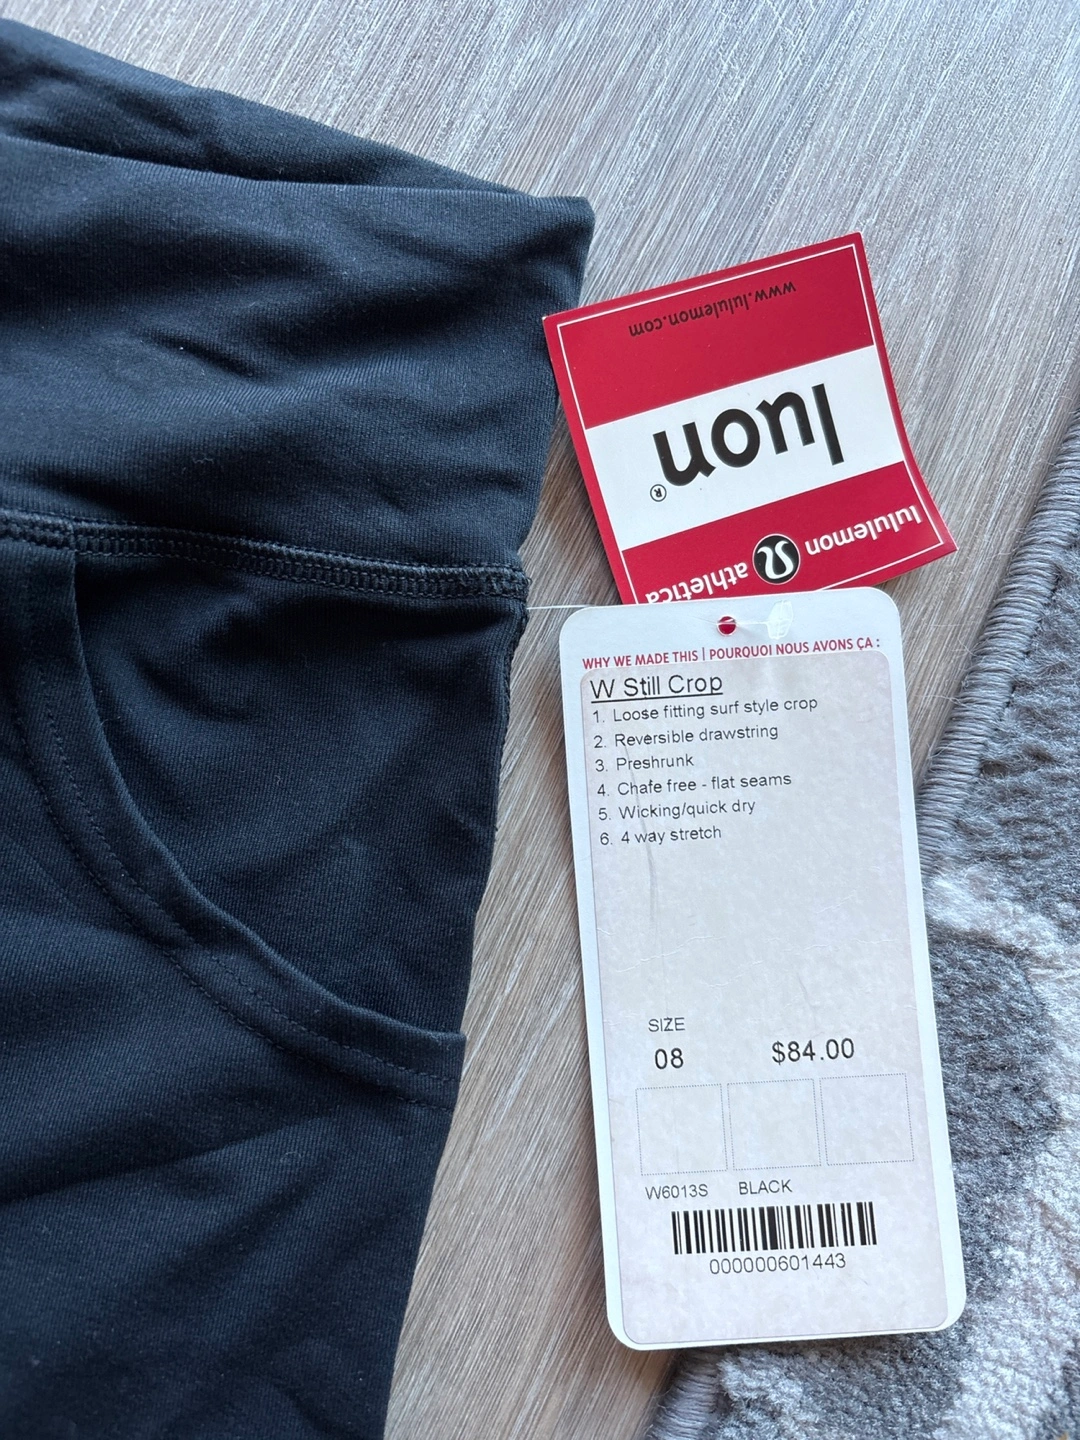 lululemon athletica
luon®
www.lululemon.com
WHY WE MADE THIS | POURQUOI NOUS AVONS ÇA :
W Still Crop
1. Loose fitting surf style crop
2. Reversible drawstring
3. Preshrunk
4. Chafe free - flat seams
5. Wicking/quick dry
6. 4 way stretch
SIZE
08 $84.00
W6013S BLACK
000000601443